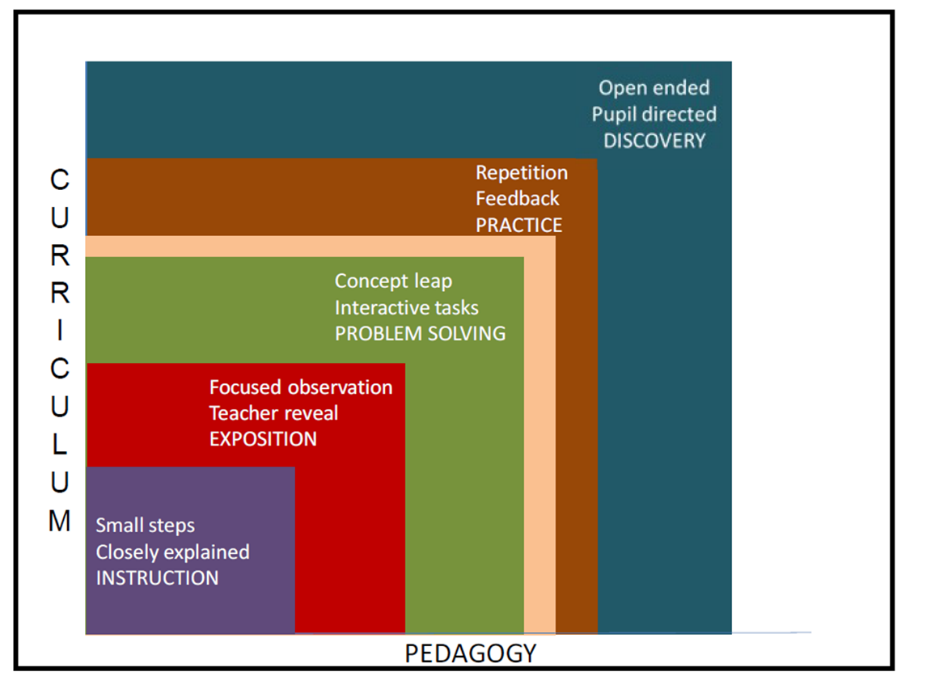 Open ended
Pupil directed
DISCOVERY
Repetition
Feedback
PRACTICE
Concept leap
Interactive tasks
PROBLEM SOLVING
Focused observation
Teacher reveal
EXPOSITION
Small steps
Closely explained
INSTRUCTION
CURRICULUM
PEDAGOGY